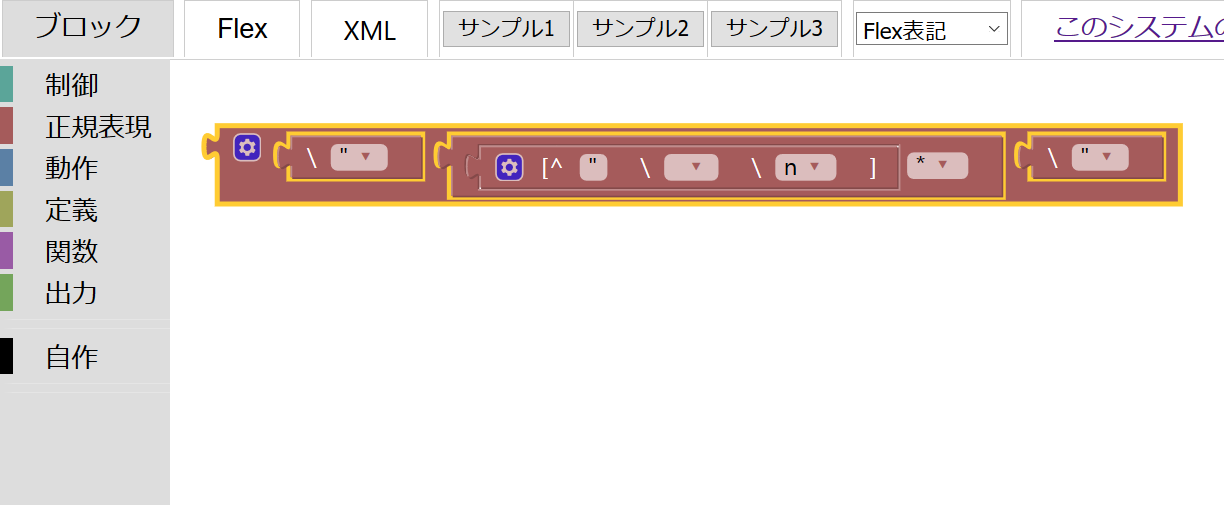 ブロック Flex XML サンプル1 サンプル2 サンプル3 Flex表記 このシステムの
制御
正規表現
動作
定義
関数
出力
自作
\ " [^ " \ \ n ] * \ "